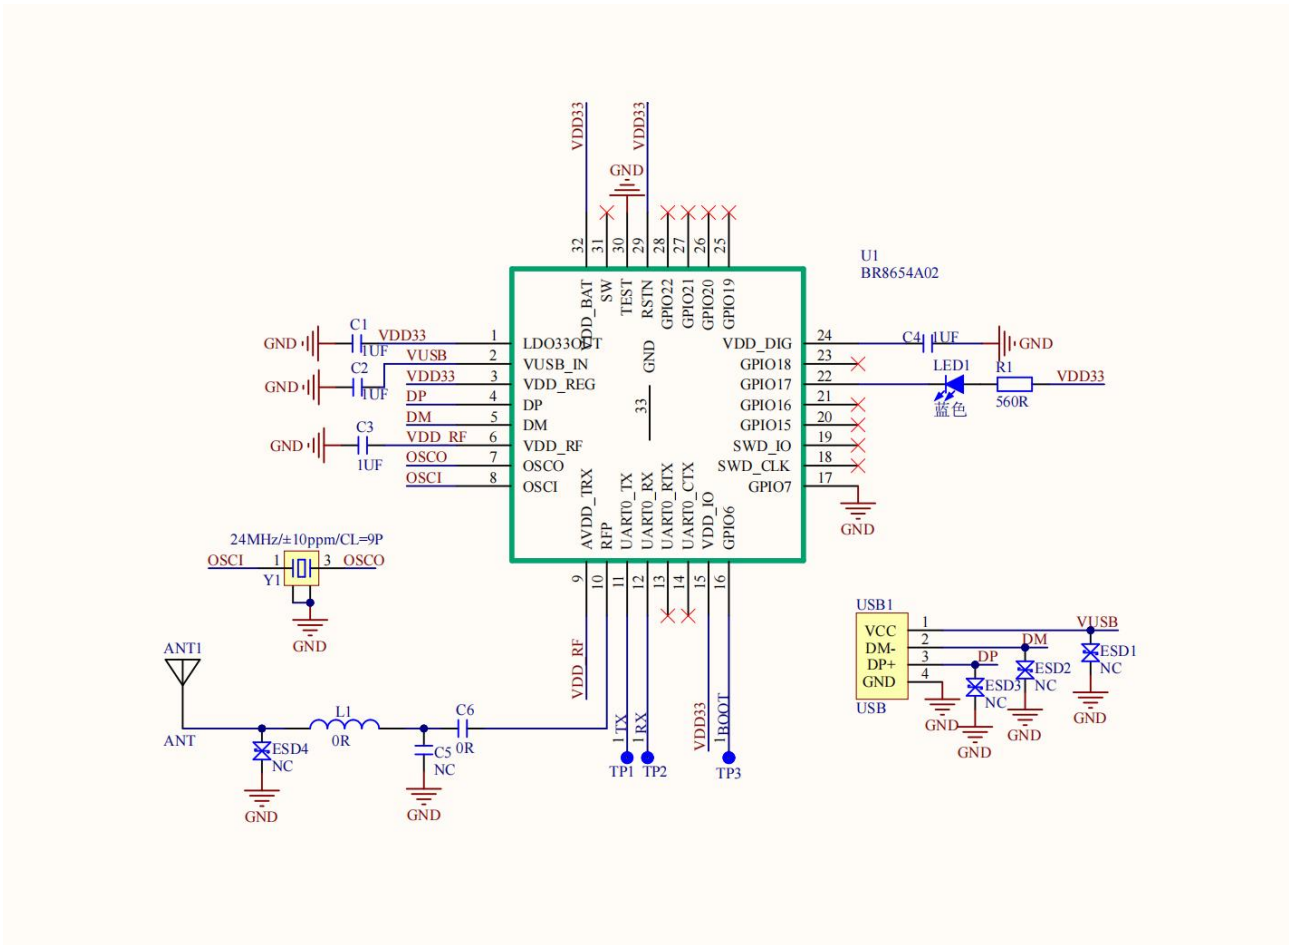 VDD33
VDD33
GND
32
31
30
29
28
27
26
25
U1
BR8654A02
VDD_BAT
SW
TEST
RSTN
GPIO22
GPIO21
GPIO20
GPIO19
GND
33
GND
C1
1UF
VDD33
1
LDO33OUT
VUSB
2
VUSB_IN
GND
C2
1UF
VDD33
3
VDD_REG
DP
4
DP
DM
5
DM
GND
C3
1UF
VDD_RF
6
VDD_RF
OSCO
7
OSCO
OSCI
8
OSCI
VDD_DIG
24
C4
1UF
GND
GPIO18
23
GPIO17
22
LED1
蓝色
R1
560R
VDD33
GPIO16
21
GPIO15
20
SWD_IO
19
SWD_CLK
18
GPIO7
17
GND
AVDD_TRX
RFP
UART0_TX
UART0_RX
UART0_RTX
UART0_CTX
VDD_IO
GPIO6
9
10
11
12
13
14
15
16
24MHz/±10ppm/CL=9P
OSCI
1
3
OSCO
Y1
GND
VDD_RF
1
TX
1
RX
VDD33
1
BOOT
TP1
TP2
TP3
ANT1
ANT
L1
0R
C6
0R
ESD4
NC
GND
C5
NC
GND
USB1
VCC
1
VUSB
DM-
2
DM
DP+
3
DP
GND
4
USB
ESD1
NC
GND
ESD2
NC
GND
ESD3
NC
GND
GND